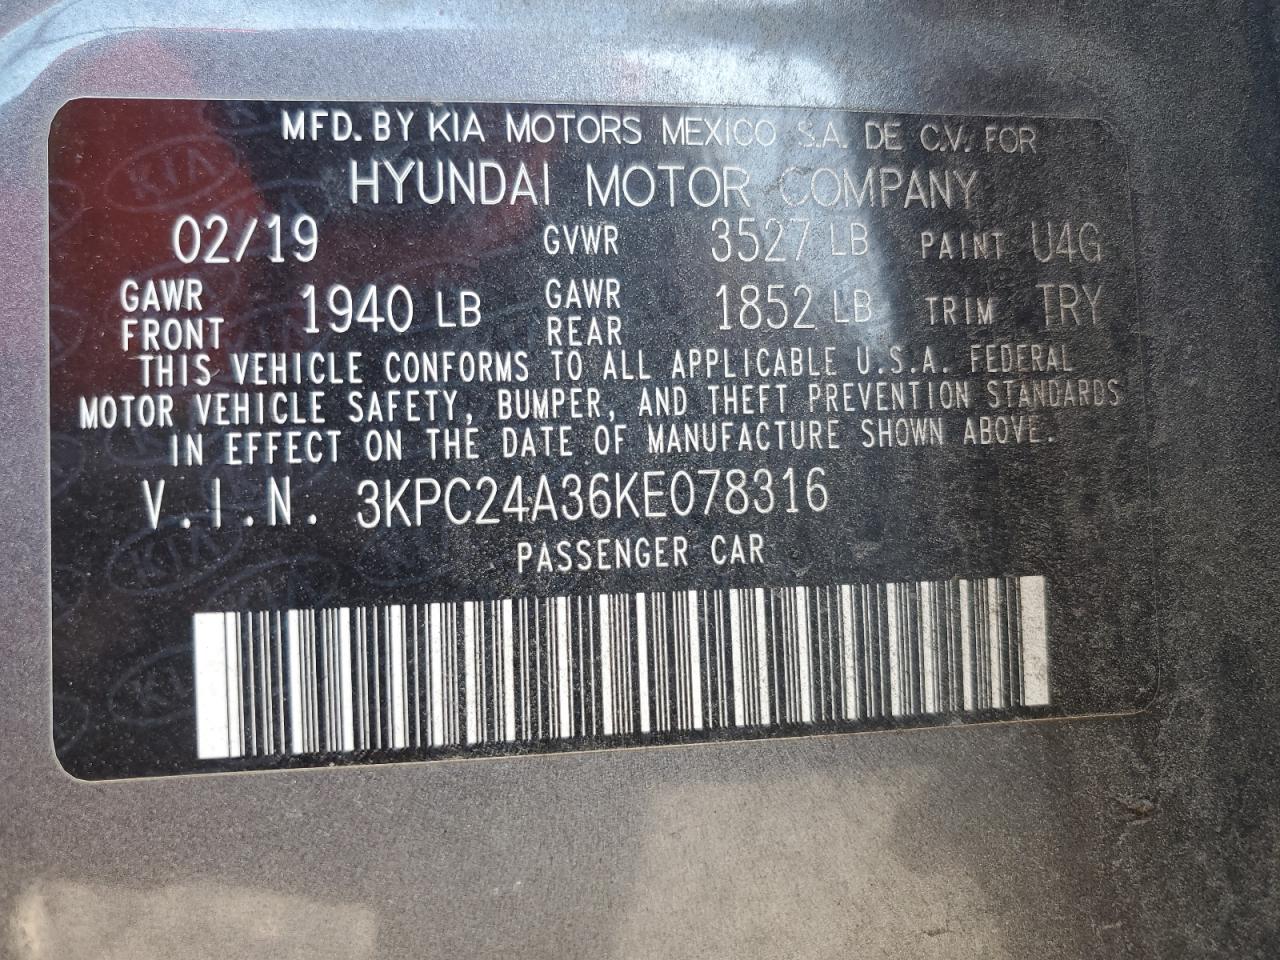 MFD. BY KIA MOTORS MEXICO S.A. DE C.V. FOR
HYUNDAI MOTOR COMPANY
02/19 GVWR 3527 LB PAINT U4G
GAWR FRONT 1940 LB GAWR REAR 1852 LB TRIM TRY
THIS VEHICLE CONFORMS TO ALL APPLICABLE U.S.A. FEDERAL
MOTOR VEHICLE SAFETY, BUMPER, AND THEFT PREVENTION STANDARDS
IN EFFECT ON THE DATE OF MANUFACTURE SHOWN ABOVE.
V.I.N. 3KPC24A36KE078316
PASSENGER CAR